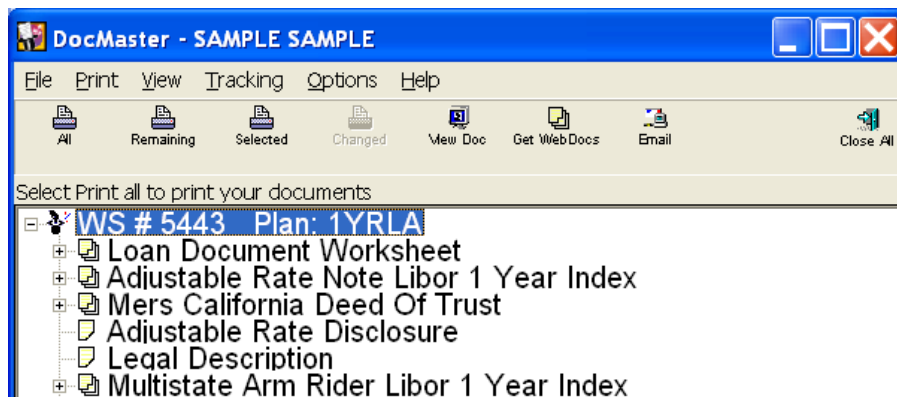 DocMaster - SAMPLE SAMPLE
File Print View Tracking Options Help
All Remaining Selected Changed View Doc Get WebDocs Email Close All
Select Print all to print your documents
WS # 5443 Plan: 1YRLA
Loan Document Worksheet
Adjustable Rate Note Libor 1 Year Index
Mers California Deed Of Trust
Adjustable Rate Disclosure
Legal Description
Multistate Arm Rider Libor 1 Year Index